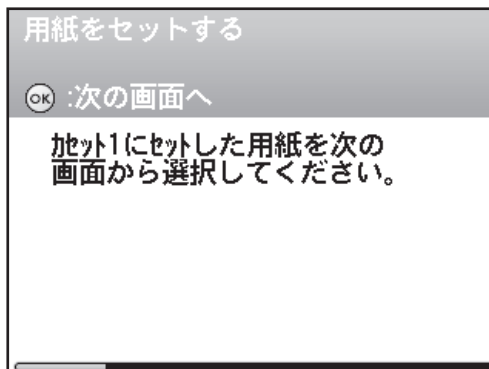 用紙をセットする
OK :次の画面へ
ｶｾｯﾄ1にｾｯﾄした用紙を次の
画面から選択してください。